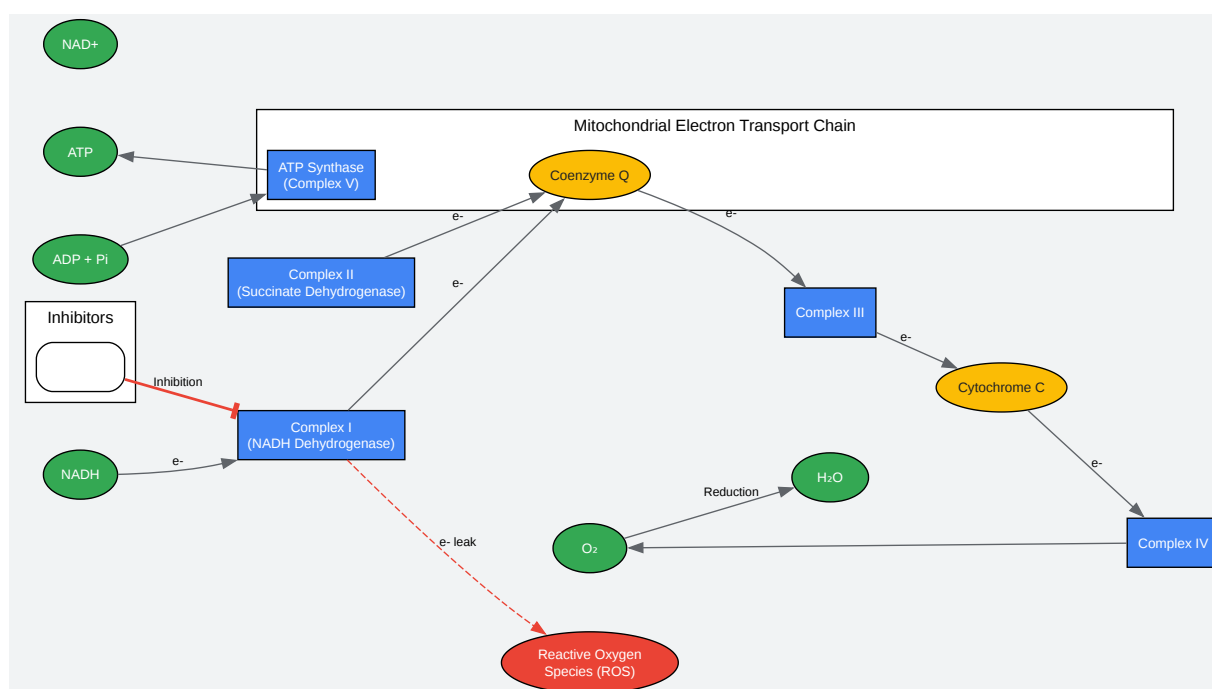 NAD+
Mitochondrial Electron Transport Chain
ATP
ATP Synthase
(Complex V)
Coenzyme Q
e-
e-
ADP + Pi
Complex II
(Succinate Dehydrogenase)
e-
Complex III
Inhibitors
e-
Inhibition
Cytochrome C
Complex I
(NADH Dehydrogenase)
NADH
e-
e-
H₂O
Reduction
e- leak
O₂
Complex IV
Reactive Oxygen
Species (ROS)